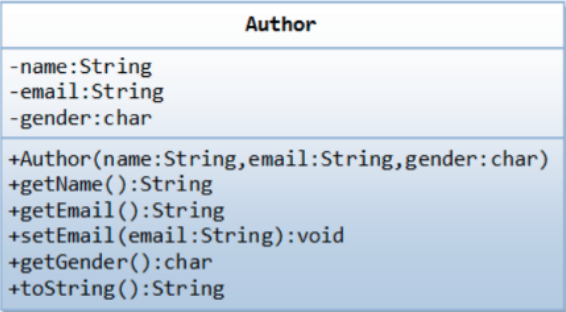 Author
-name:String
-email:String
-gender:char
+Author(name:String,email:String,gender:char)
+getName():String
+getEmail():String
+setEmail(email:String):void
+getGender():char
+toString():String